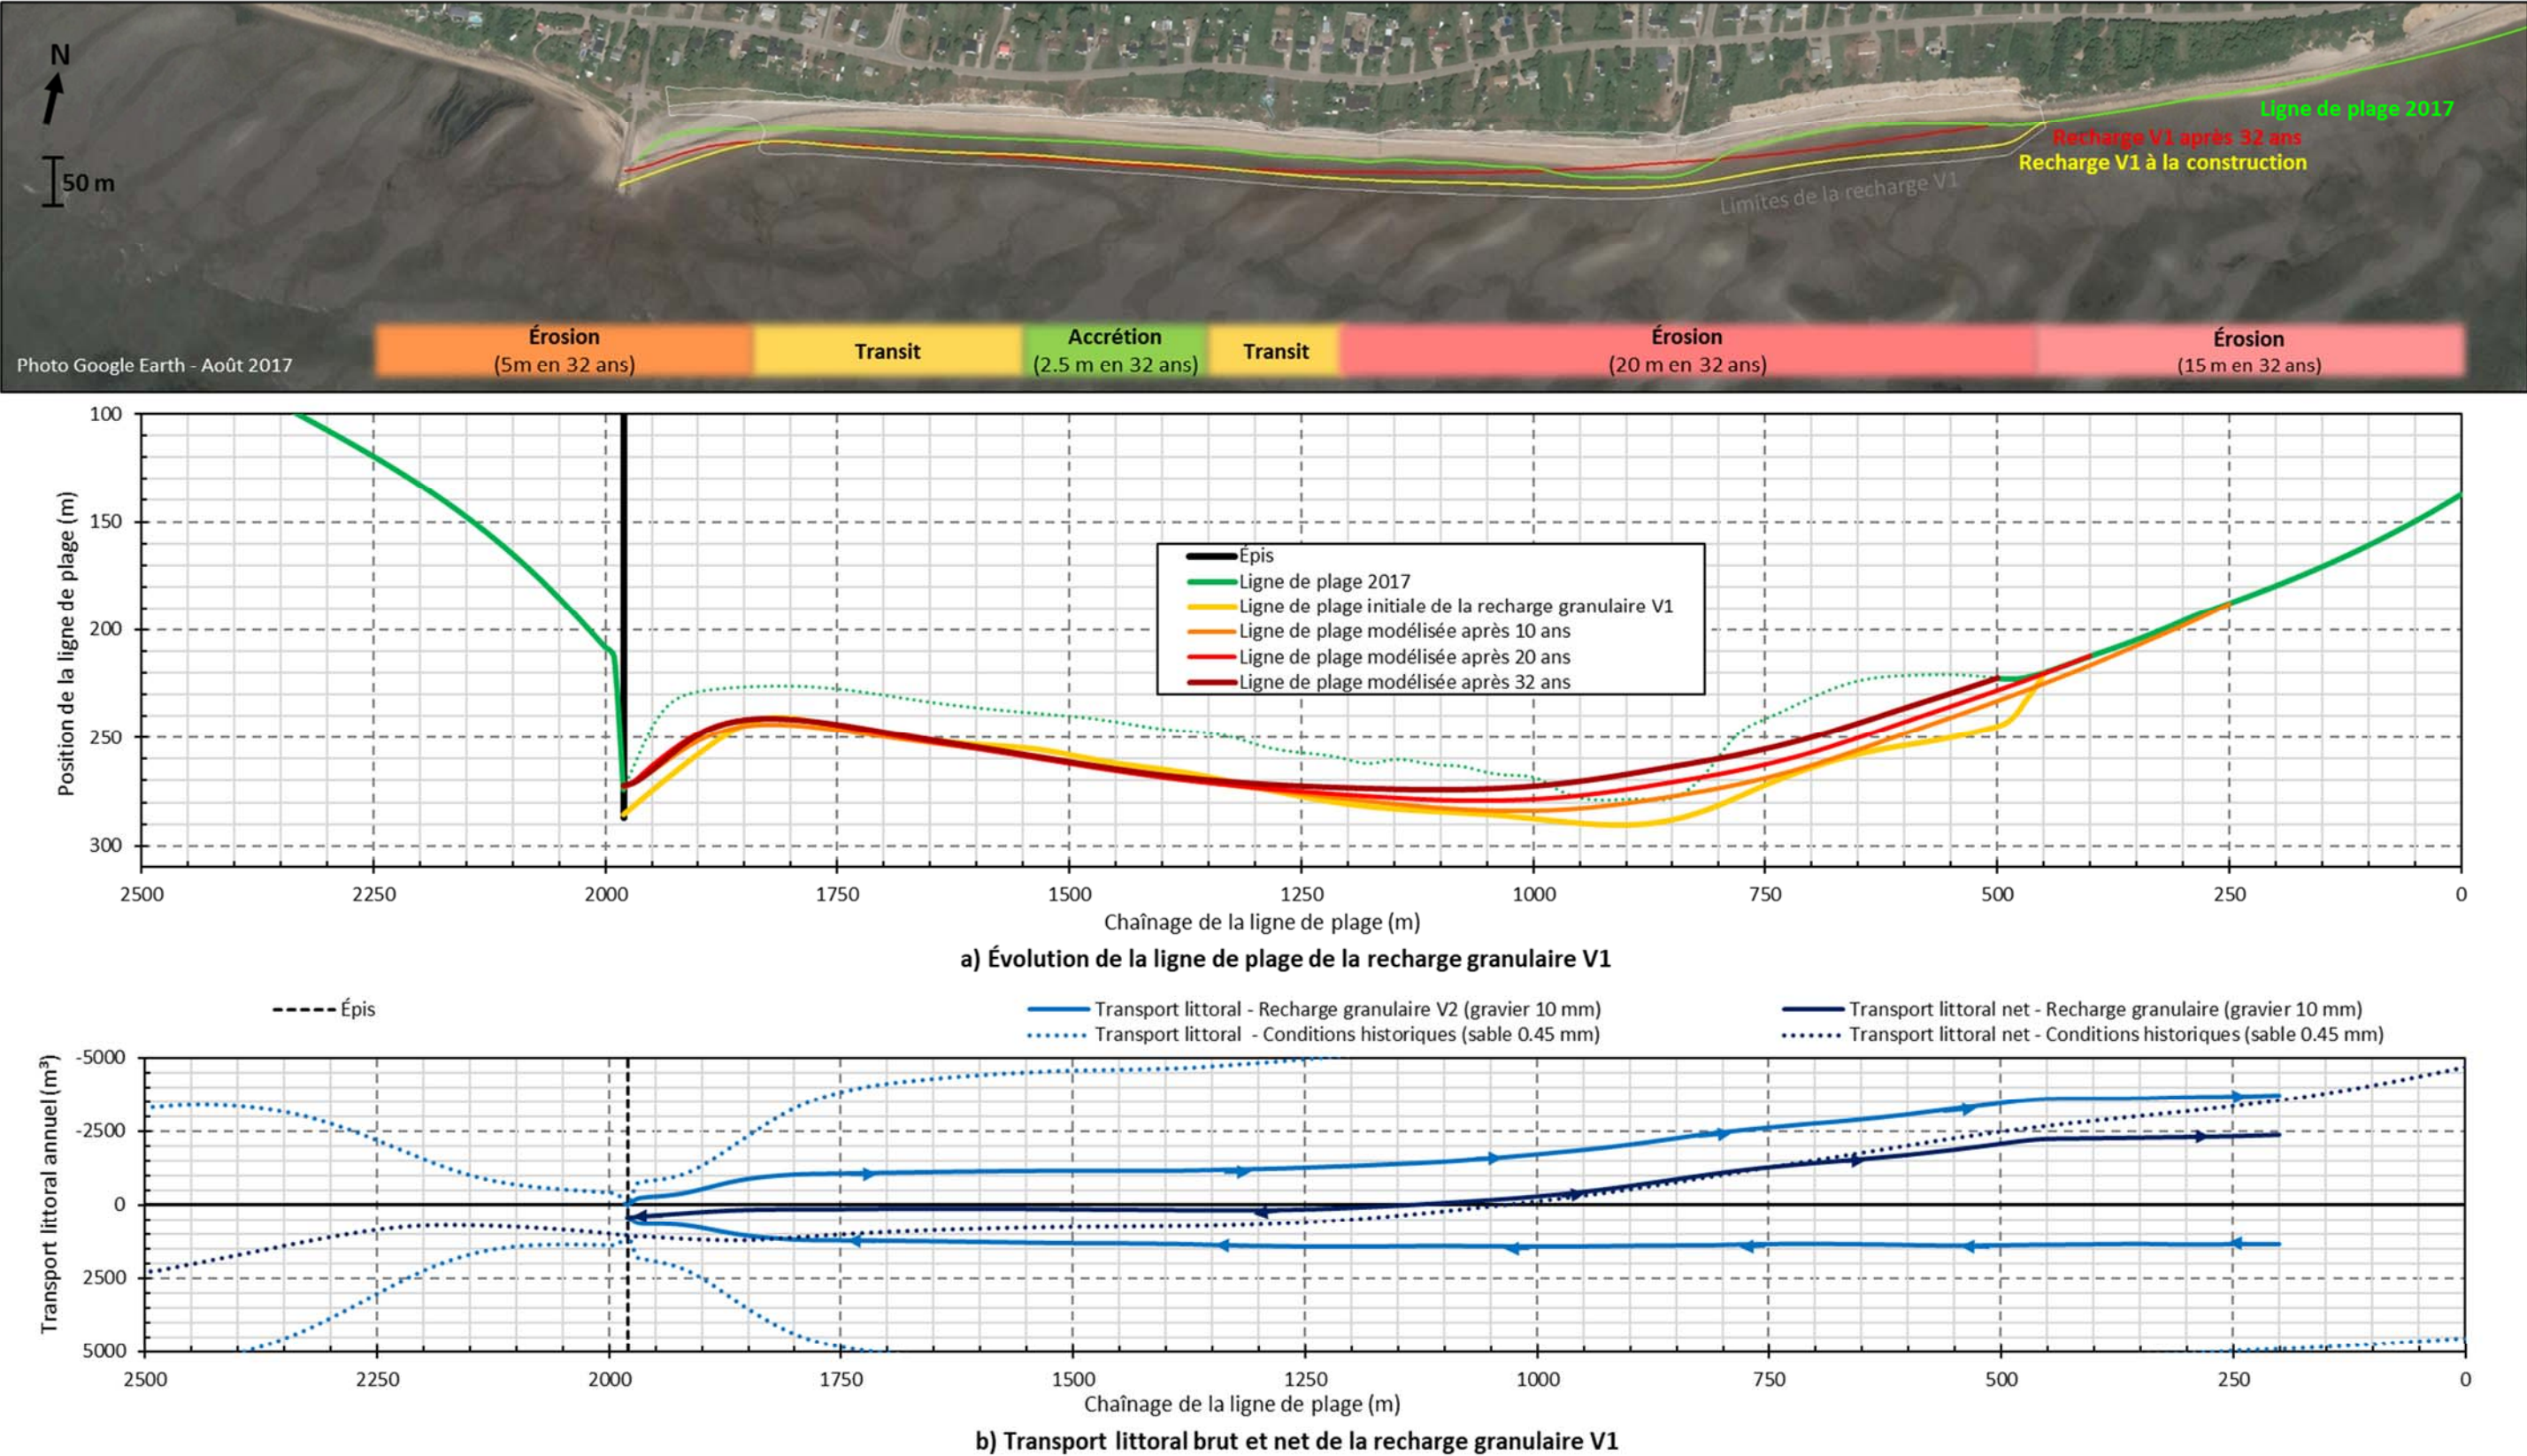 N
50 m
Ligne de plage 2017
Recharge V1 après 32 ans
Recharge V1 à la construction
Limites de la recharge V1
Érosion
(5m en 32 ans)
Transit
Accrétion
(2.5 m en 32 ans)
Transit
Érosion
(20 m en 32 ans)
Érosion
(15 m en 32 ans)
Photo Google Earth - Août 2017
Position de la ligne de plage (m)
100
150
200
250
300
Épis
Ligne de plage 2017
Ligne de plage initiale de la recharge granulaire V1
Ligne de plage modélisée après 10 ans
Ligne de plage modélisée après 20 ans
Ligne de plage modélisée après 32 ans
2500 2250 2000 1750 1500 1250 1000 750 500 250 0
Chaînage de la ligne de plage (m)
a) Évolution de la ligne de plage de la recharge granulaire V1
Épis
Transport littoral - Recharge granulaire V2 (gravier 10 mm)
Transport littoral net - Recharge granulaire (gravier 10 mm)
Transport littoral - Conditions historiques (sable 0.45 mm)
Transport littoral net - Conditions historiques (sable 0.45 mm)
Transport littoral annuel (m³)
-5000
-2500
0
2500
5000
2500 2250 2000 1750 1500 1250 1000 750 500 250 0
Chaînage de la ligne de plage (m)
b) Transport littoral brut et net de la recharge granulaire V1